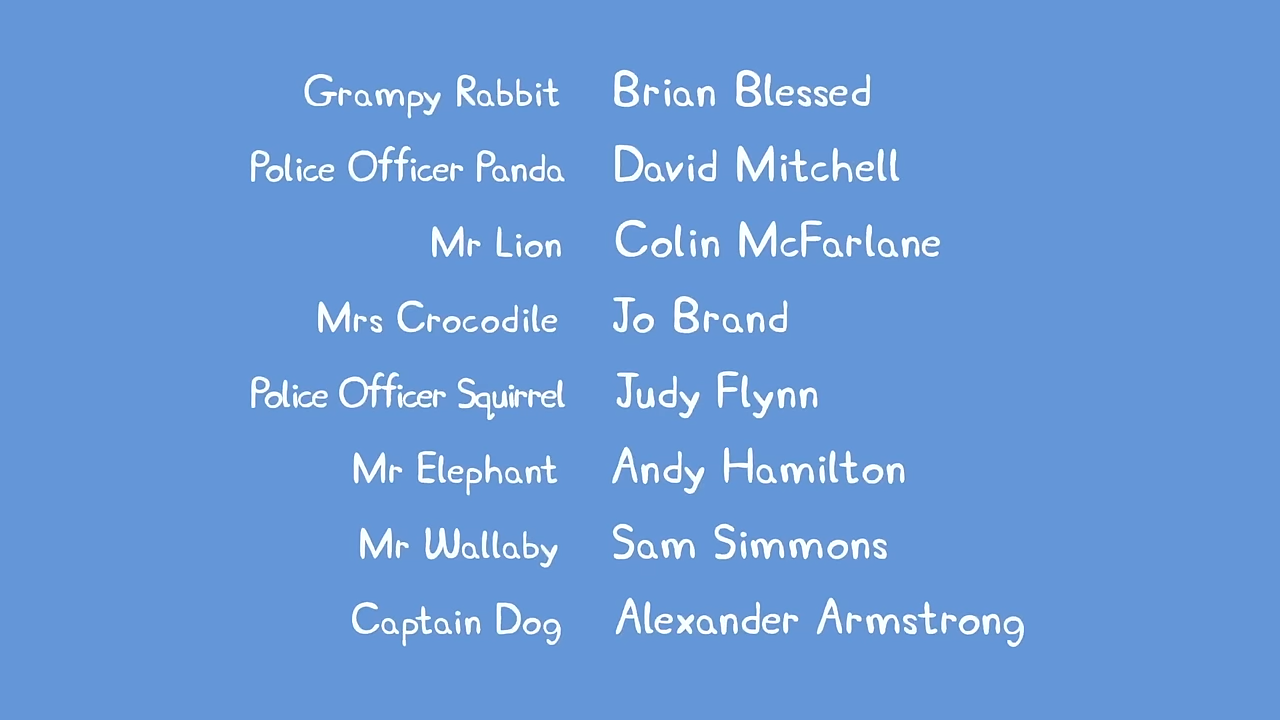 Grampy Rabbit Brian Blessed
Police Officer Panda David Mitchell
Mr Lion Colin McFarlane
Mrs Crocodile Jo Brand
Police Officer Squirrel Judy Flynn
Mr Elephant Andy Hamilton
Mr Wallaby Sam Simmons
Captain Dog Alexander Armstrong